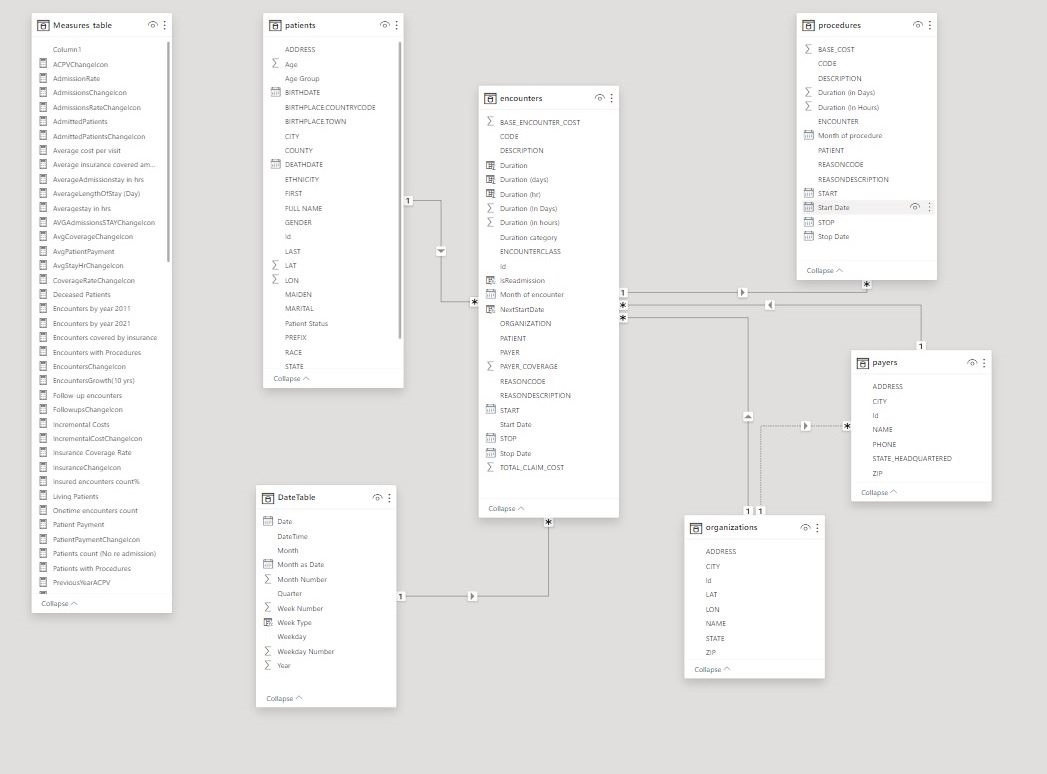 Measures_table
Column1
ACPVChangeIcon
AdmissionRate
AdmissionsChangeIcon
AdmissionsRateChangeIcon
AdmittedPatients
AdmittedPatientsChangeIcon
Average cost per visit
Average insurance covered am...
AverageAdmissionstay in hrs
AverageLengthOfStay (Day)
Averagestay in hrs
AVGAdmissionsSTAYChangeIcon
AvgCoverageChangeIcon
AvgPatientPayment
AvgStayHrChangeIcon
CoverageRateChangeIcon
Deceased Patients
Encounters by year 2011
Encounters by year 2021
Encounters covered by insurance
Encounters with Procedures
EncountersChangeIcon
EncountersGrowth(10 yrs)
Follow-up encounters
FollowupsChangeIcon
Incremental Costs
IncrementalCostChangeIcon
Insurance Coverage Rate
InsuranceChangeIcon
Insured encounters count%
Living Patients
Onetime encounters count
Patient Payment
PatientPaymentChangeIcon
Patients count (No re admission)
Patients with Procedures
PreviousYearACPV
Collapse
patients
ADDRESS
Age
Age Group
BIRTHDATE
BIRTHPLACE.COUNTRYCODE
BIRTHPLACE.TOWN
CITY
COUNTY
DEATHDATE
ETHNICITY
FIRST
FULL NAME
GENDER
Id
LAST
LAT
LON
MAIDEN
MARITAL
Patient Status
PREFIX
RACE
STATE
Collapse
1
*
DateTable
Date
DateTime
Month
Month as Date
Month Number
Quarter
Week Number
Week Type
Weekday
Weekday Number
Year
Collapse
1
*
encounters
BASE_ENCOUNTER_COST
CODE
DESCRIPTION
Duration
Duration (days)
Duration (hr)
Duration (In Days)
Duration (in hours)
Duration category
ENCOUNTERCLASS
Id
IsReadmission
Month of encounter
NextStartDate
ORGANIZATION
PATIENT
PAYER
PAYER_COVERAGE
REASONCODE
REASONDESCRIPTION
START
Start Date
STOP
Stop Date
TOTAL_CLAIM_COST
Collapse
1
*
*
procedures
BASE_COST
CODE
DESCRIPTION
Duration (in Days)
Duration (In Hours)
ENCOUNTER
Month of procedure
PATIENT
REASONCODE
REASONDESCRIPTION
START
Start Date
STOP
Stop Date
Collapse
*
1
payers
ADDRESS
CITY
Id
NAME
PHONE
STATE_HEADQUARTERED
ZIP
Collapse
*
1 1
organizations
ADDRESS
CITY
Id
LAT
LON
NAME
STATE
ZIP
Collapse